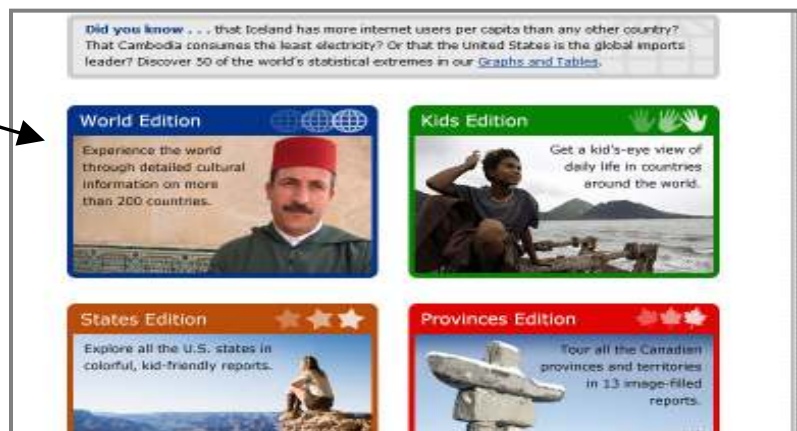 Did you know . . . that Iceland has more internet users per capita than any other country?
That Cambodia consumes the least electricity? Or that the United States is the global imports
leader? Discover 50 of the world's statistical extremes in our Graphs and Tables.
World Edition
Experience the world
through detailed cultural
information on more
than 200 countries.
Kids Edition
Get a kid's-eye view of
daily life in countries
around the world.
States Edition
Explore all the U.S. states in
colorful, kid-friendly reports.
Provinces Edition
Tour all the Canadian
provinces and territories
in 13 image-filled
reports.